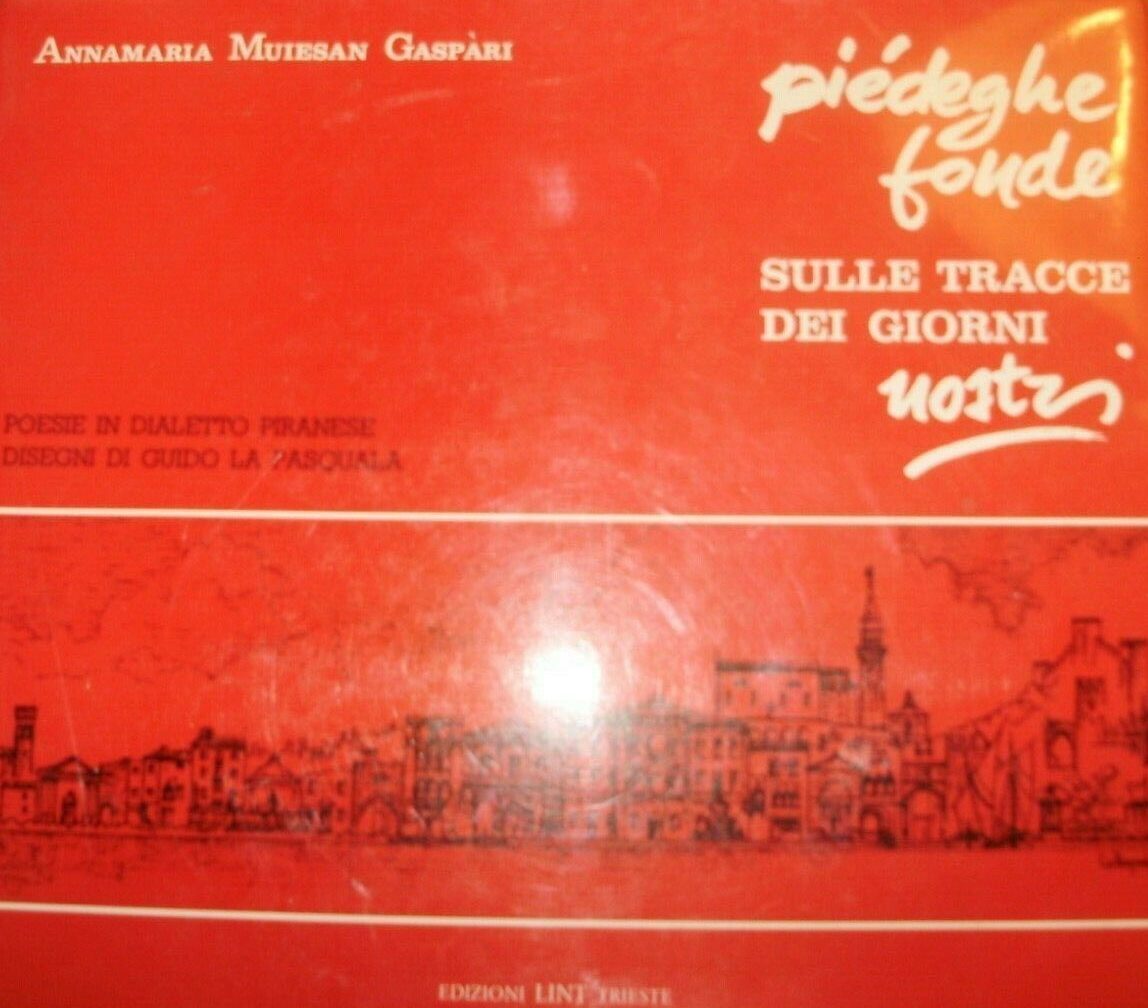 ANNAMARIA MUIESAN GASPÀRI
piédeghe
fonde
SULLE TRACCE
DEI GIORNI
nostri
POESIE IN DIALETTO PIRANESE
DISEGNI DI GUIDO LA PASQUALA
EDIZIONI LINT TRIESTE